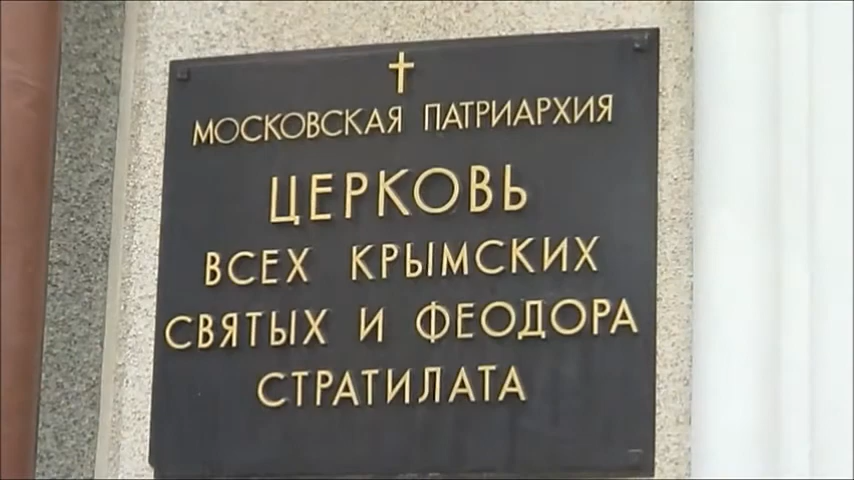 МОСКОВСКАЯ ПАТРИАРХИЯ
ЦЕРКОВЬ
ВСЕХ КРЫМСКИХ
СВЯТЫХ И ФЕОДОРА
СТРАТИЛАТА